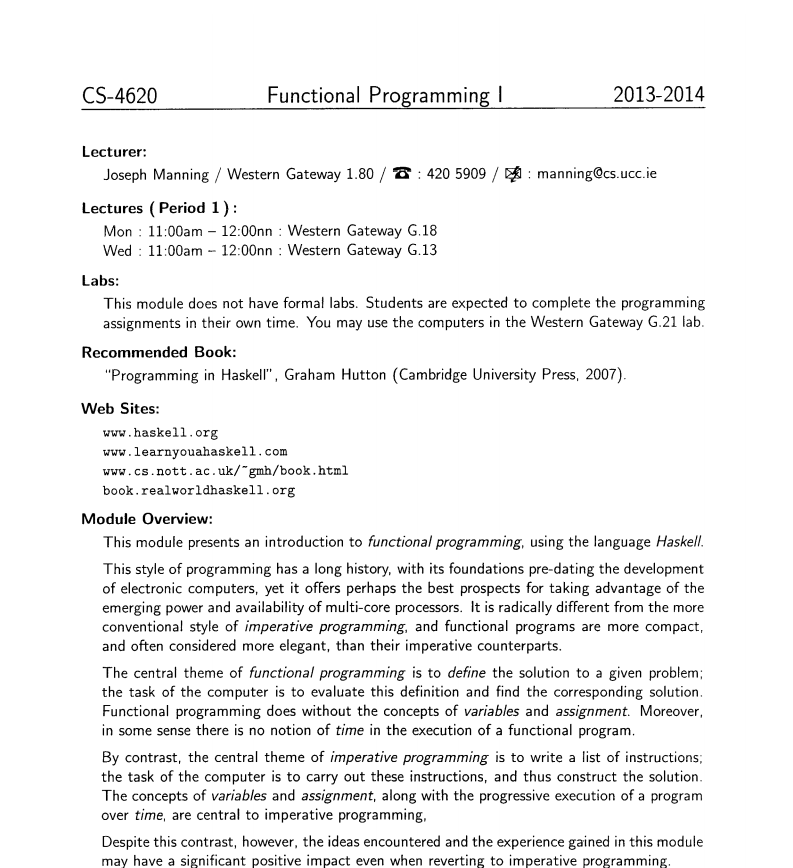 CS-4620 Functional Programming I 2013-2014
Lecturer:
Joseph Manning / Western Gateway 1.80 / ☎ : 420 5909 / : manning@cs.ucc.ie
Lectures ( Period 1 ) :
Mon : 11:00am – 12:00nn : Western Gateway G.18
Wed : 11:00am – 12:00nn : Western Gateway G.13
Labs:
This module does not have formal labs. Students are expected to complete the programming
assignments in their own time. You may use the computers in the Western Gateway G.21 lab.
Recommended Book:
“Programming in Haskell”, Graham Hutton (Cambridge University Press, 2007).
Web Sites:
www.haskell.org
www.learnyouahaskell.com
www.cs.nott.ac.uk/~gmh/book.html
book.realworldhaskell.org
Module Overview:
This module presents an introduction to functional programming, using the language Haskell.
This style of programming has a long history, with its foundations pre-dating the development
of electronic computers, yet it offers perhaps the best prospects for taking advantage of the
emerging power and availability of multi-core processors. It is radically different from the more
conventional style of imperative programming, and functional programs are more compact,
and often considered more elegant, than their imperative counterparts.
The central theme of functional programming is to define the solution to a given problem;
the task of the computer is to evaluate this definition and find the corresponding solution.
Functional programming does without the concepts of variables and assignment. Moreover,
in some sense there is no notion of time in the execution of a functional program.
By contrast, the central theme of imperative programming is to write a list of instructions;
the task of the computer is to carry out these instructions, and thus construct the solution.
The concepts of variables and assignment, along with the progressive execution of a program
over time, are central to imperative programming,
Despite this contrast, however, the ideas encountered and the experience gained in this module
may have a significant positive impact even when reverting to imperative programming.